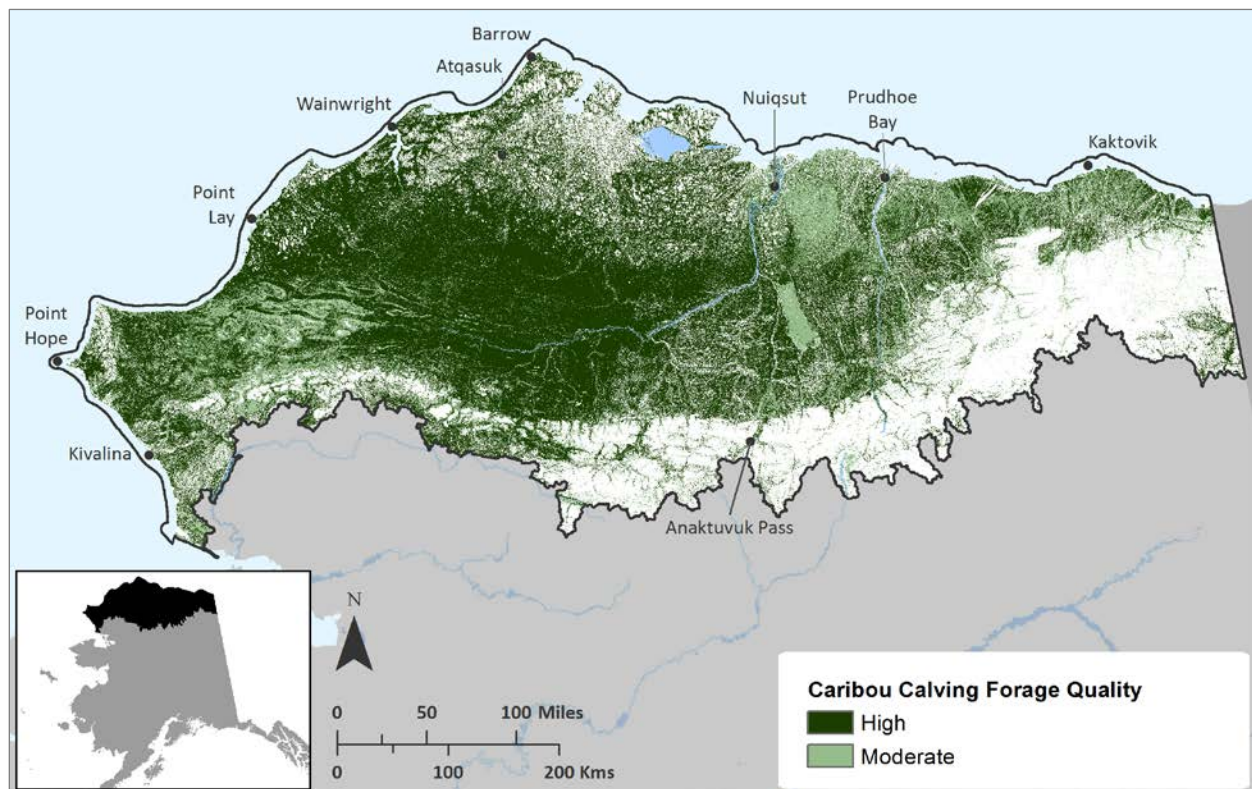 Barrow
Atqasuk
Wainwright
Nuiqsut
Prudhoe
Bay
Kaktovik
Point
Lay
Point
Hope
Kivalina
Anaktuvuk Pass
N
0 50 100 Miles
0 100 200 Kms
Caribou Calving Forage Quality
High
Moderate